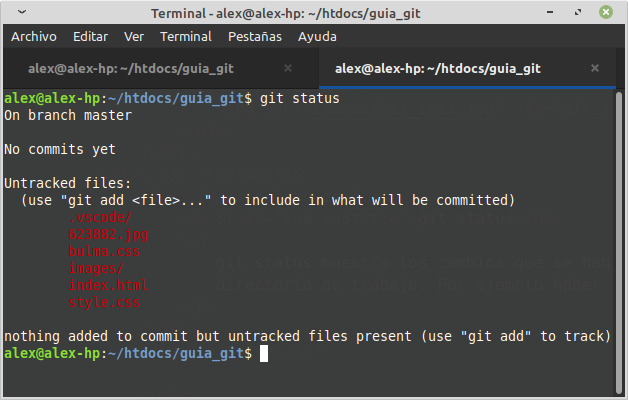 Terminal - alex@alex-hp: ~/htdocs/guia_git
Archivo Editar Ver Terminal Pestañas Ayuda
alex@alex-hp: ~/htdocs/guia_git × alex@alex-hp: ~/htdocs/guia_git ×
alex@alex-hp:~/htdocs/guia_git$ git status
On branch master
No commits yet
Untracked files:
(use "git add <file>..." to include in what will be committed)
.vscode/
623882.jpg
bulma.css
images/
index.html
style.css
nothing added to commit but untracked files present (use "git add" to track)
alex@alex-hp:~/htdocs/guia_git$